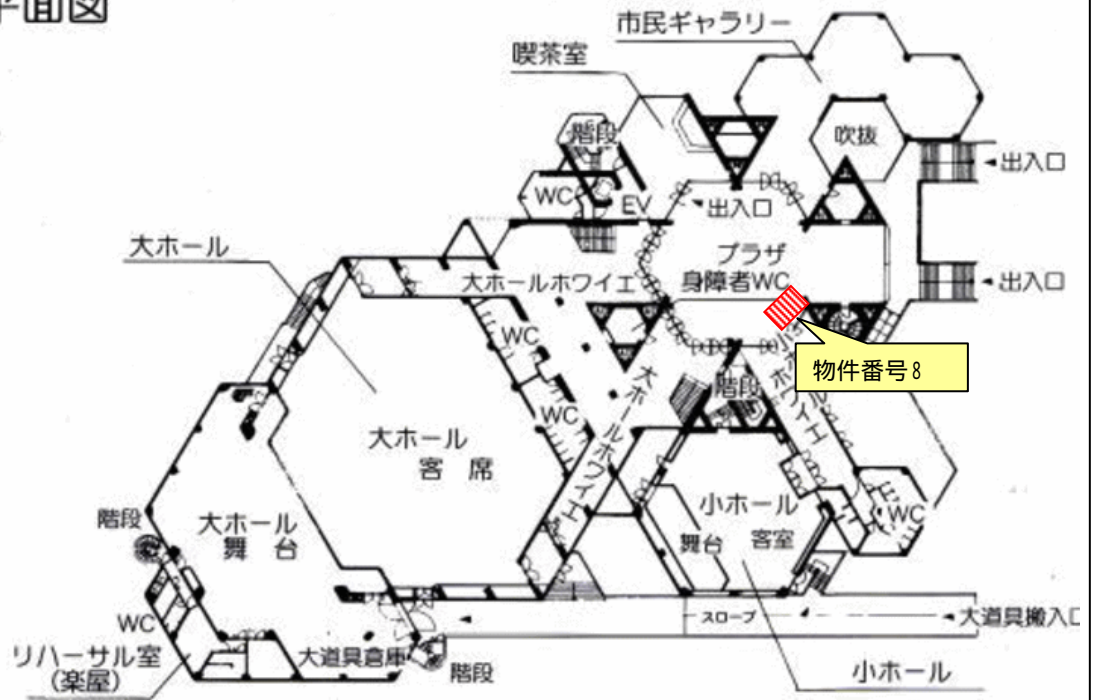 平面図
市民ギャラリー
喫茶室
階段
吹抜
出入口
WC
EV
出入口
大ホール
プラザ
大ホールホワイエ
身障者WC
出入口
WC
物件番号8
小ホールホワイエ
階段
大ホールホワイエ
WC
大ホール
客席
小ホール
階段
大ホール
舞台
舞台
客室
WC
スロープ
大道具搬入口
WC
リハーサル室
(楽屋)
大道具倉庫
階段
小ホール